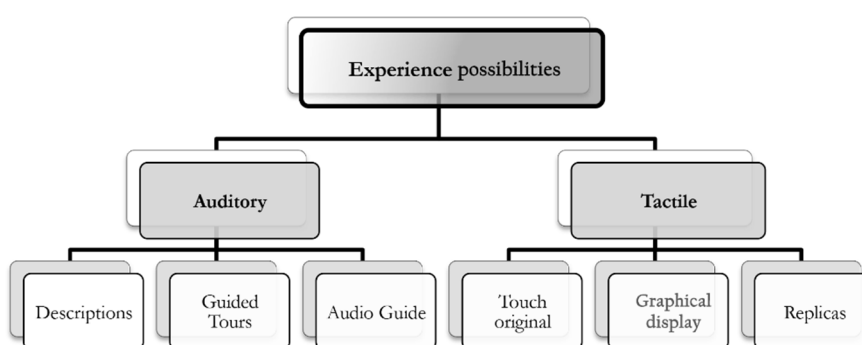 Experience possibilities
Auditory
Tactile
Descriptions
Guided
Tours
Audio Guide
Touch
original
Graphical
display
Replicas